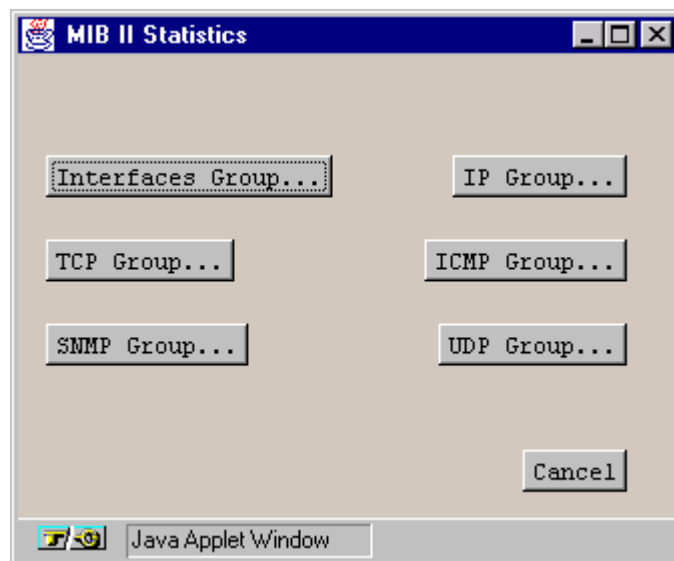 MIB II Statistics
Interfaces Group...
IP Group...
TCP Group...
ICMP Group...
SNMP Group...
UDP Group...
Cancel
Java Applet Window